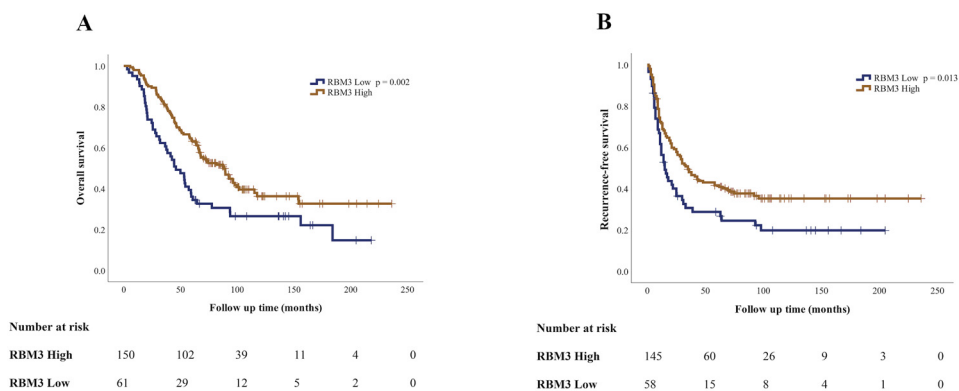 A
Overall survival
1.0
0.8
0.6
0.4
0.2
0.0
RBM3 Low p = 0.002
RBM3 High
0 50 100 150 200 250
Follow up time (months)
Number at risk
RBM3 High 150 102 39 11 4 0
RBM3 Low 61 29 12 5 2 0
B
Recurrence-free survival
1.0
0.8
0.6
0.4
0.2
0.0
RBM3 Low p = 0.013
RBM3 High
0 50 100 150 200 250
Follow up time (months)
Number at risk
RBM3 High 145 60 26 9 3 0
RBM3 Low 58 15 8 4 1 0